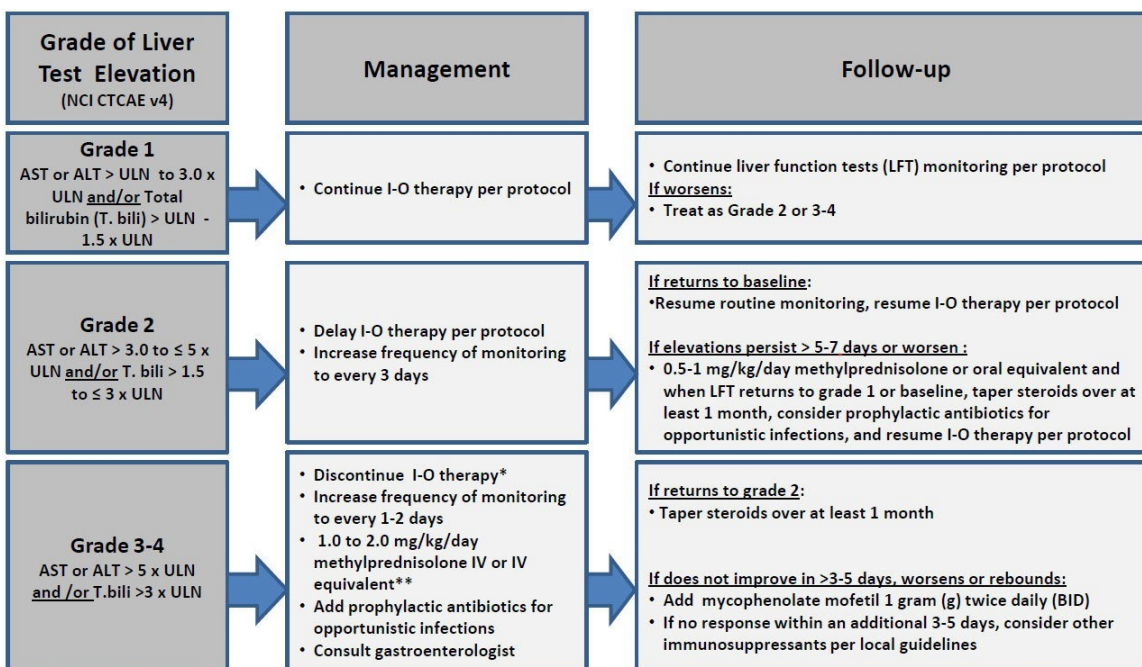 Grade of Liver
Test Elevation
(NCI CTCAE v4)
Management
Follow-up
Grade 1
AST or ALT > ULN to 3.0 x
ULN and/or Total
bilirubin (T. bili) > ULN -
1.5 x ULN
• Continue I-O therapy per protocol
• Continue liver function tests (LFT) monitoring per protocol
If worsens:
• Treat as Grade 2 or 3-4
Grade 2
AST or ALT > 3.0 to ≤ 5 x
ULN and/or T. bili > 1.5
to ≤ 3 x ULN
• Delay I-O therapy per protocol
• Increase frequency of monitoring
to every 3 days
If returns to baseline:
•Resume routine monitoring, resume I-O therapy per protocol
If elevations persist > 5-7 days or worsen :
• 0.5-1 mg/kg/day methylprednisolone or oral equivalent and
when LFT returns to grade 1 or baseline, taper steroids over at
least 1 month, consider prophylactic antibiotics for
opportunistic infections, and resume I-O therapy per protocol
Grade 3-4
AST or ALT > 5 x ULN
and /or T.bili >3 x ULN
• Discontinue I-O therapy*
• Increase frequency of monitoring
to every 1-2 days
• 1.0 to 2.0 mg/kg/day
methylprednisolone IV or IV
equivalent**
• Add prophylactic antibiotics for
opportunistic infections
• Consult gastroenterologist
If returns to grade 2:
• Taper steroids over at least 1 month
If does not improve in >3-5 days, worsens or rebounds:
• Add mycophenolate mofetil 1 gram (g) twice daily (BID)
• If no response within an additional 3-5 days, consider other
immunosuppressants per local guidelines